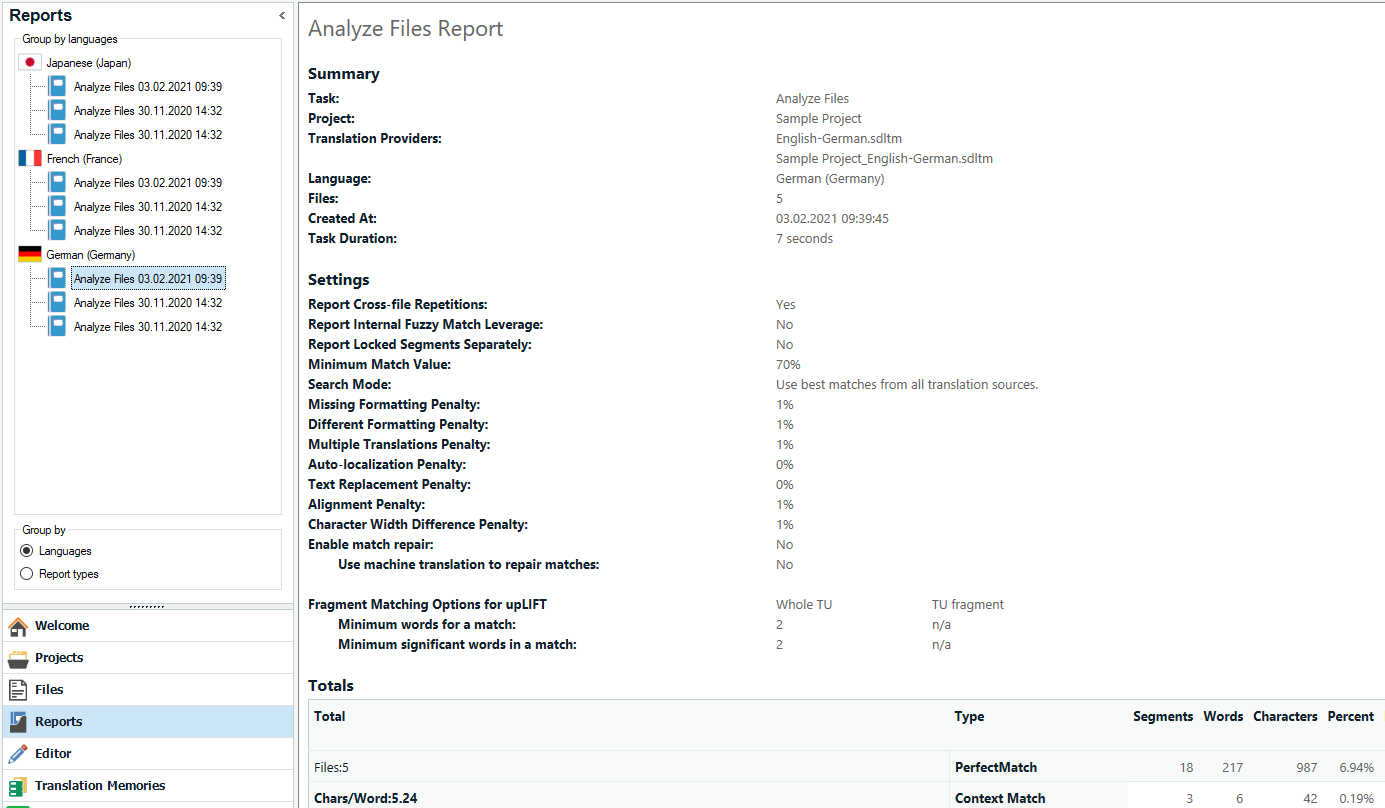 Reports
Group by languages
Japanese (Japan)
Analyze Files 03.02.2021 09:39
Analyze Files 30.11.2020 14:32
Analyze Files 30.11.2020 14:32
French (France)
Analyze Files 03.02.2021 09:39
Analyze Files 30.11.2020 14:32
Analyze Files 30.11.2020 14:32
German (Germany)
Analyze Files 03.02.2021 09:39
Analyze Files 30.11.2020 14:32
Analyze Files 30.11.2020 14:32
Group by
Languages
Report types
Welcome
Projects
Files
Reports
Editor
Translation Memories
Analyze Files Report
Summary
Task: Analyze Files
Project: Sample Project
Translation Providers: English-German.sdltm
Sample Project_English-German.sdltm
Language: German (Germany)
Files: 5
Created At: 03.02.2021 09:39:45
Task Duration: 7 seconds
Settings
Report Cross-file Repetitions: Yes
Report Internal Fuzzy Match Leverage: No
Report Locked Segments Separately: No
Minimum Match Value: 70%
Search Mode: Use best matches from all translation sources.
Missing Formatting Penalty: 1%
Different Formatting Penalty: 1%
Multiple Translations Penalty: 1%
Auto-localization Penalty: 0%
Text Replacement Penalty: 0%
Alignment Penalty: 1%
Character Width Difference Penalty: 1%
Enable match repair: No
Use machine translation to repair matches: No
Fragment Matching Options for upLIFT Whole TU TU fragment
Minimum words for a match: 2 n/a
Minimum significant words in a match: 2 n/a
Totals
Total Type Segments Words Characters Percent
Files:5 PerfectMatch 18 217 987 6.94%
Chars/Word:5.24 Context Match 3 6 42 0.19%